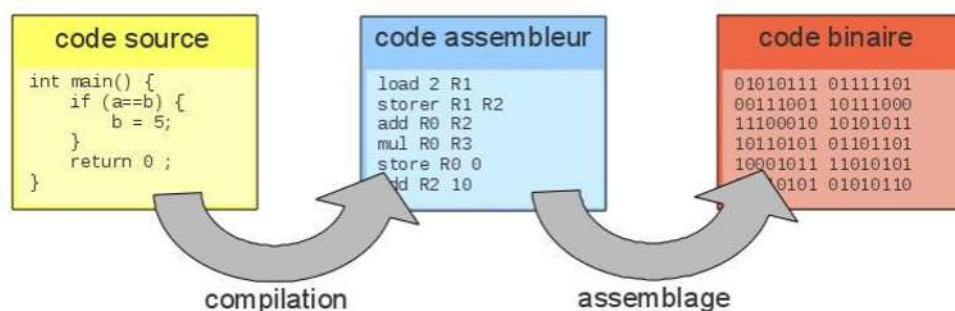 code source
int main() {
if (a==b) {
b = 5;
}
return 0 ;
}
code assembleur
load 2 R1
storer R1 R2
add R0 R2
mul R0 R3
store R0 0
R2 10
code binaire
01010111 01111101
00111001 10111000
11100010 10101011
10110101 01101101
10001011 11010101
01010110
compilation
assemblage